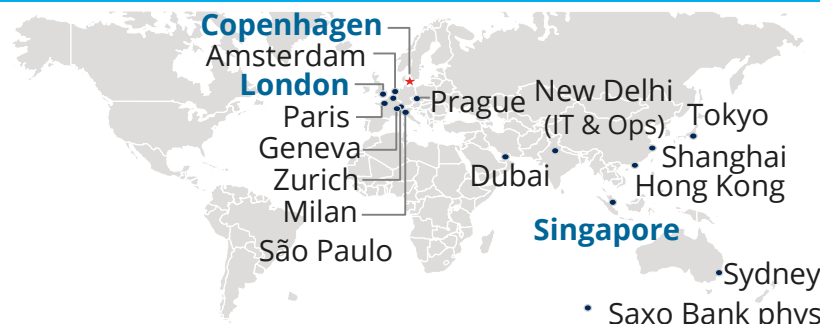 Copenhagen
Amsterdam
London
Paris
Geneva
Zurich
Milan
São Paulo
Prague
New Delhi
(IT & Ops)
Dubai
Tokyo
Shanghai
Hong Kong
Singapore
Sydney
Saxo Bank phys